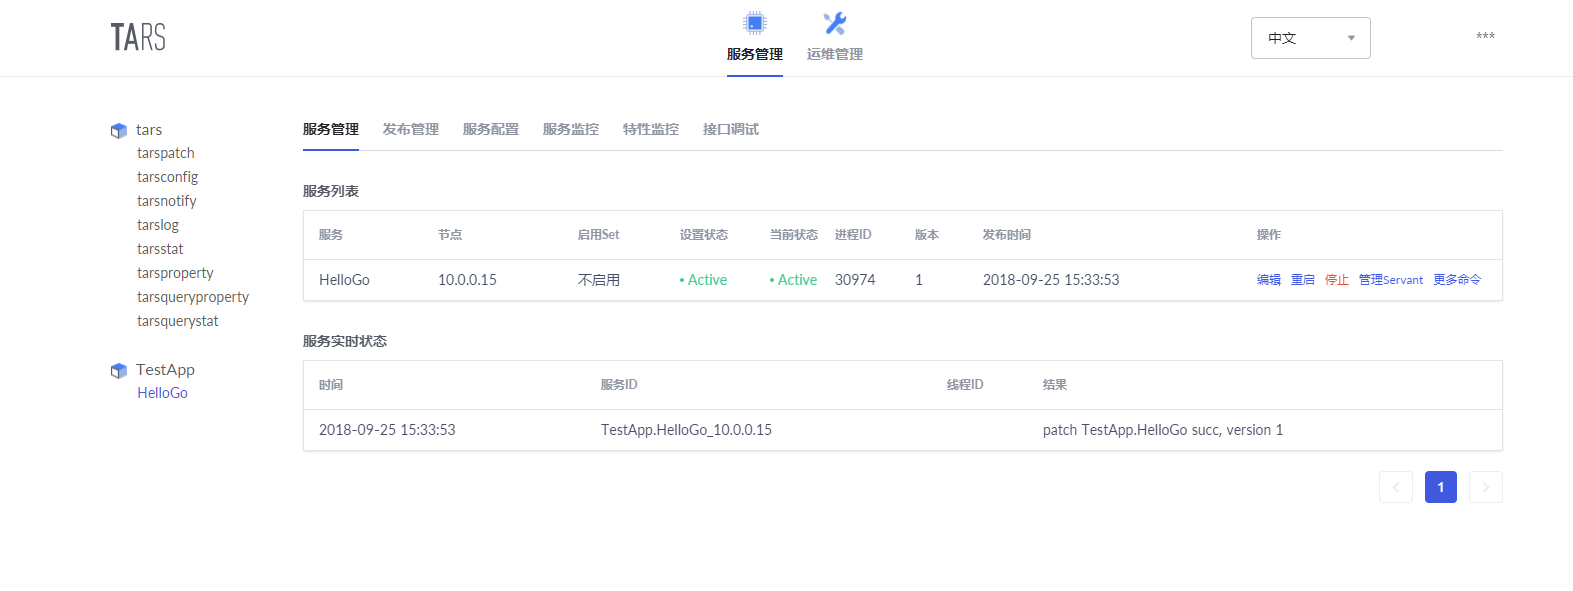 TARS
服务管理 运维管理
中文
***
tars
tarspatch
tarsconfig
tarsnotify
tarslog
tarsstat
tarsproperty
tarsqueryproperty
tarsquerystat
TestApp
HelloGo
服务管理 发布管理 服务配置 服务监控 特性监控 接口调试
服务列表
服务 节点 启用Set 设置状态 当前状态 进程ID 版本 发布时间 操作
HelloGo 10.0.0.15 不启用 Active Active 30974 1 2018-09-25 15:33:53 编辑 重启 停止 管理Servant 更多命令
服务实时状态
时间 服务ID 线程ID 结果
2018-09-25 15:33:53 TestApp.HelloGo_10.0.0.15 patch TestApp.HelloGo succ, version 1
1